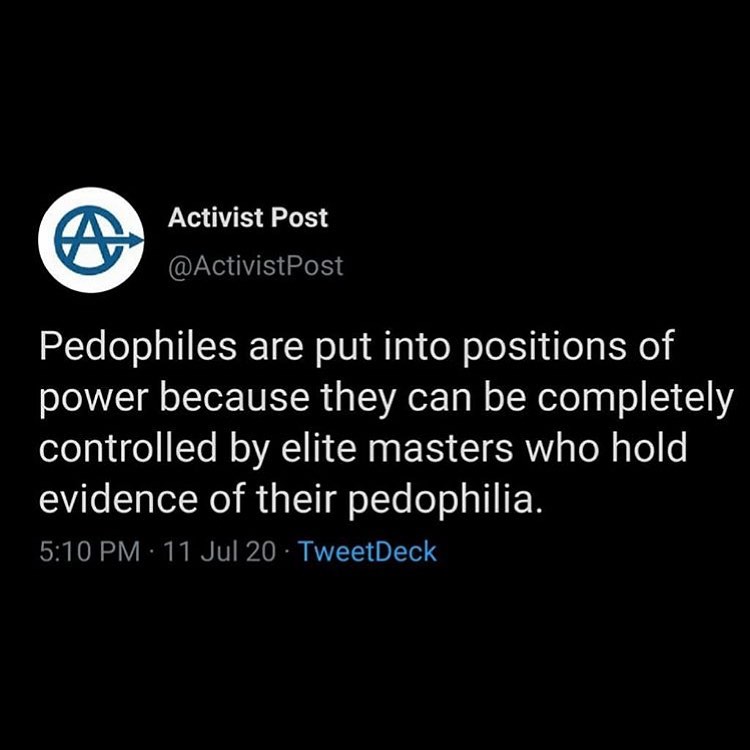 Activist Post
@ActivistPost
Pedophiles are put into positions of
power because they can be completely
controlled by elite masters who hold
evidence of their pedophilia.
5:10 PM · 11 Jul 20 · TweetDeck